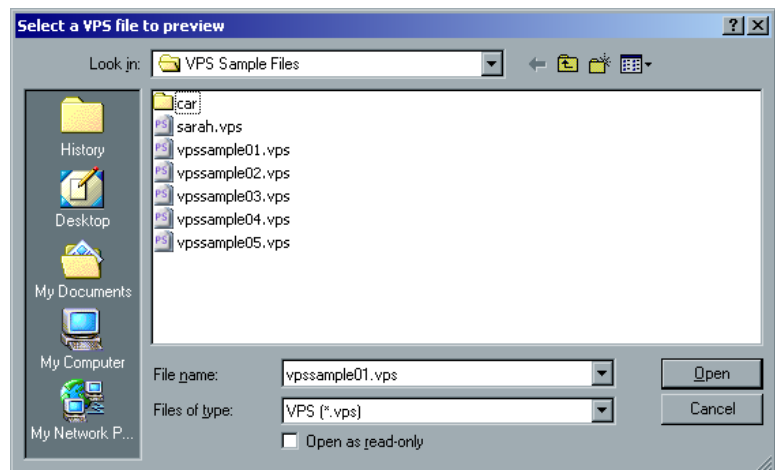 Select a VPS file to preview
Look in: VPS Sample Files
car
sarah.vps
vpssample01.vps
vpssample02.vps
vpssample03.vps
vpssample04.vps
vpssample05.vps
History
Desktop
My Documents
My Computer
My Network P...
File name: vpssample01.vps Open
Files of type: VPS (*.vps) Cancel
Open as read-only